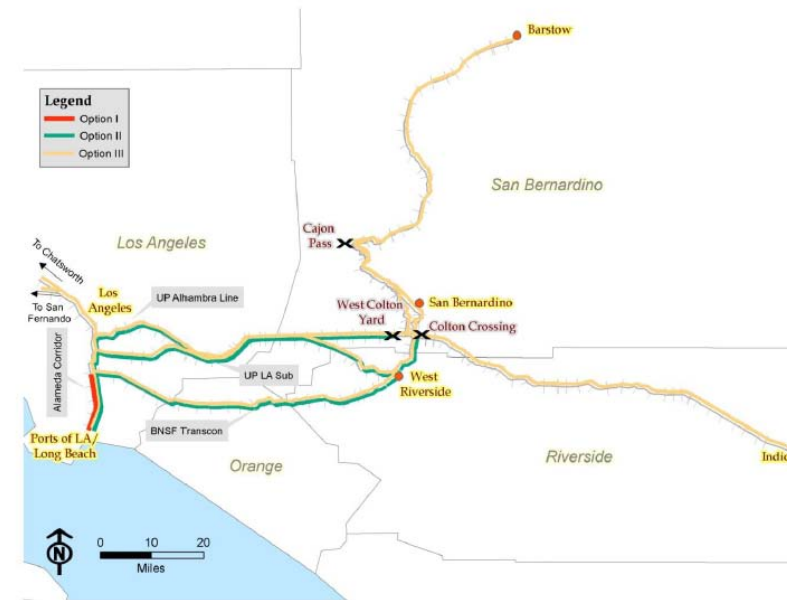 Barstow
Legend
Option I
Option II
Option III
San Bernardino
Cajon
Pass
Los Angeles
To Chatsworth
Los
Angeles
UP Alhambra Line
To San
Fernando
West Colton
Yard
San Bernardino
Colton Crossing
Alameda Corridor
UP LA Sub
West
Riverside
BNSF Transcon
Ports of LA/
Long Beach
Orange
Riverside
Indio
N
0 10 20
Miles